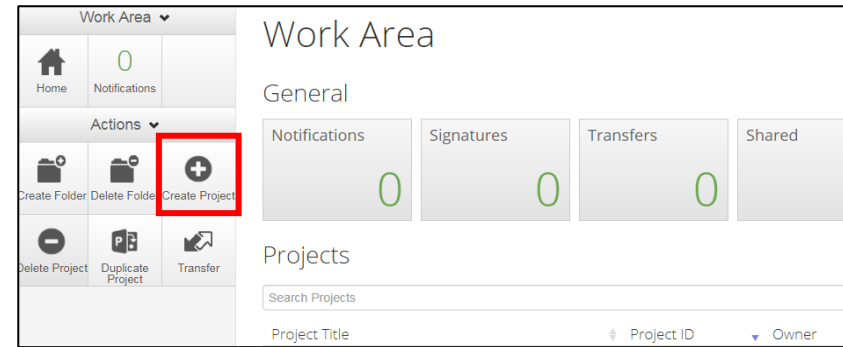 Work Area
0
Home Notifications
Actions
Create Folder Delete Folde Create Project
P
Delete Project Duplicate Project Transfer
Work Area
General
Notifications Signatures Transfers Shared
0 0 0
Projects
Search Projects
Project Title Project ID Owner